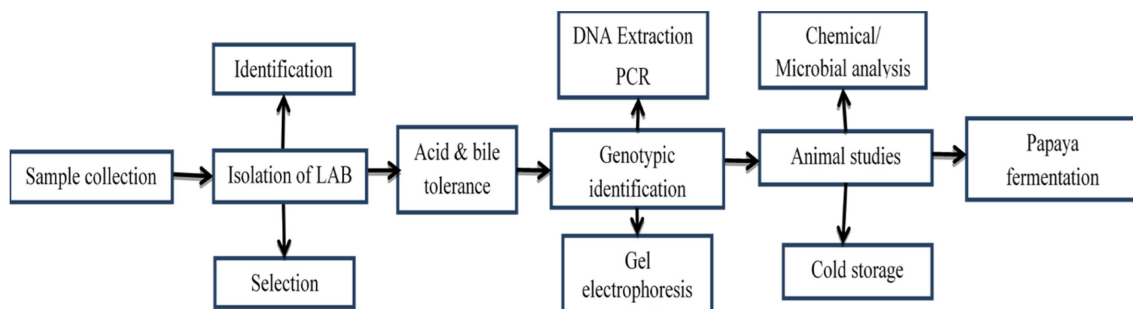 DNA Extraction
PCR
Chemical/
Microbial analysis
Identification
Sample collection
Isolation of LAB
Acid & bile
tolerance
Genotypic
identification
Animal studies
Papaya
fermentation
Selection
Gel
electrophoresis
Cold storage